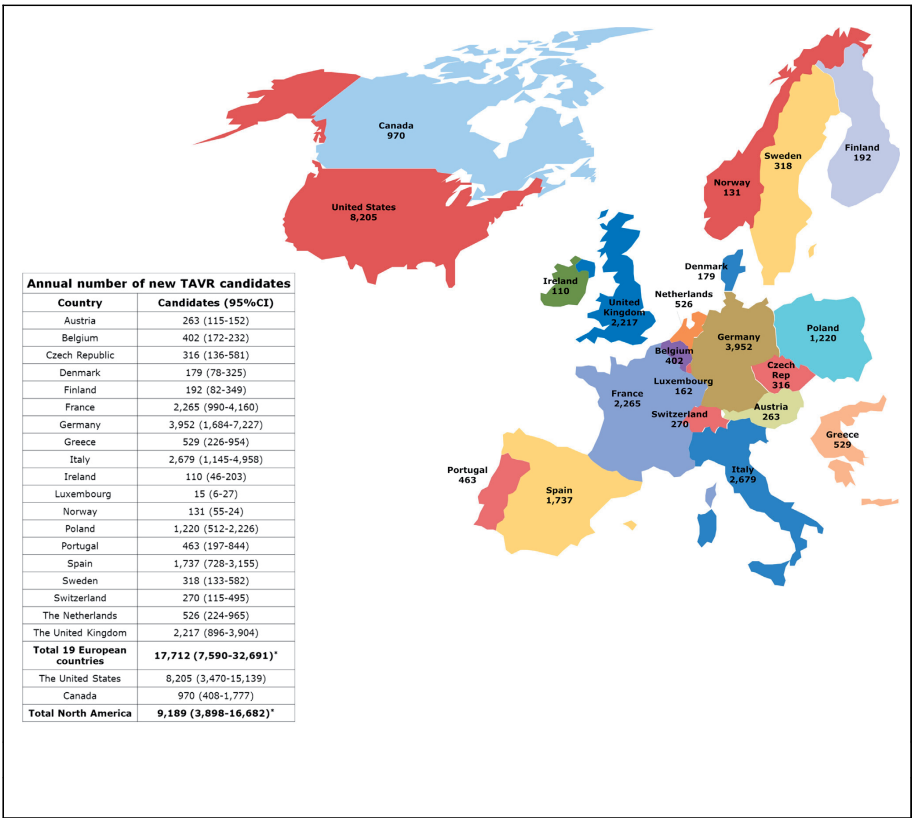 Canada
970
United States
8,205
Norway
131
Sweden
318
Finland
192
Denmark
179
Ireland
110
United
Kingdom
2,217
Netherlands
526
Belgium
402
Luxembourg
162
Germany
3,952
Poland
1,220
Czech
Rep
316
Austria
263
Switzerland
270
France
2,265
Portugal
463
Spain
1,737
Italy
2,679
Greece
529
Annual number of new TAVR candidates
Country Candidates (95%CI)
Austria 263 (115-152)
Belgium 402 (172-232)
Czech Republic 316 (136-581)
Denmark 179 (78-325)
Finland 192 (82-349)
France 2,265 (990-4,160)
Germany 3,952 (1,684-7,227)
Greece 529 (226-954)
Italy 2,679 (1,145-4,958)
Ireland 110 (46-203)
Luxembourg 15 (6-27)
Norway 131 (55-24)
Poland 1,220 (512-2,226)
Portugal 463 (197-844)
Spain 1,737 (728-3,155)
Sweden 318 (133-582)
Switzerland 270 (115-495)
The Netherlands 526 (224-965)
The United Kingdom 2,217 (896-3,904)
Total 19 European
countries 17,712 (7,590-32,691)*
The United States 8,205 (3,470-15,139)
Canada 970 (408-1,777)
Total North America 9,189 (3,898-16,682)*